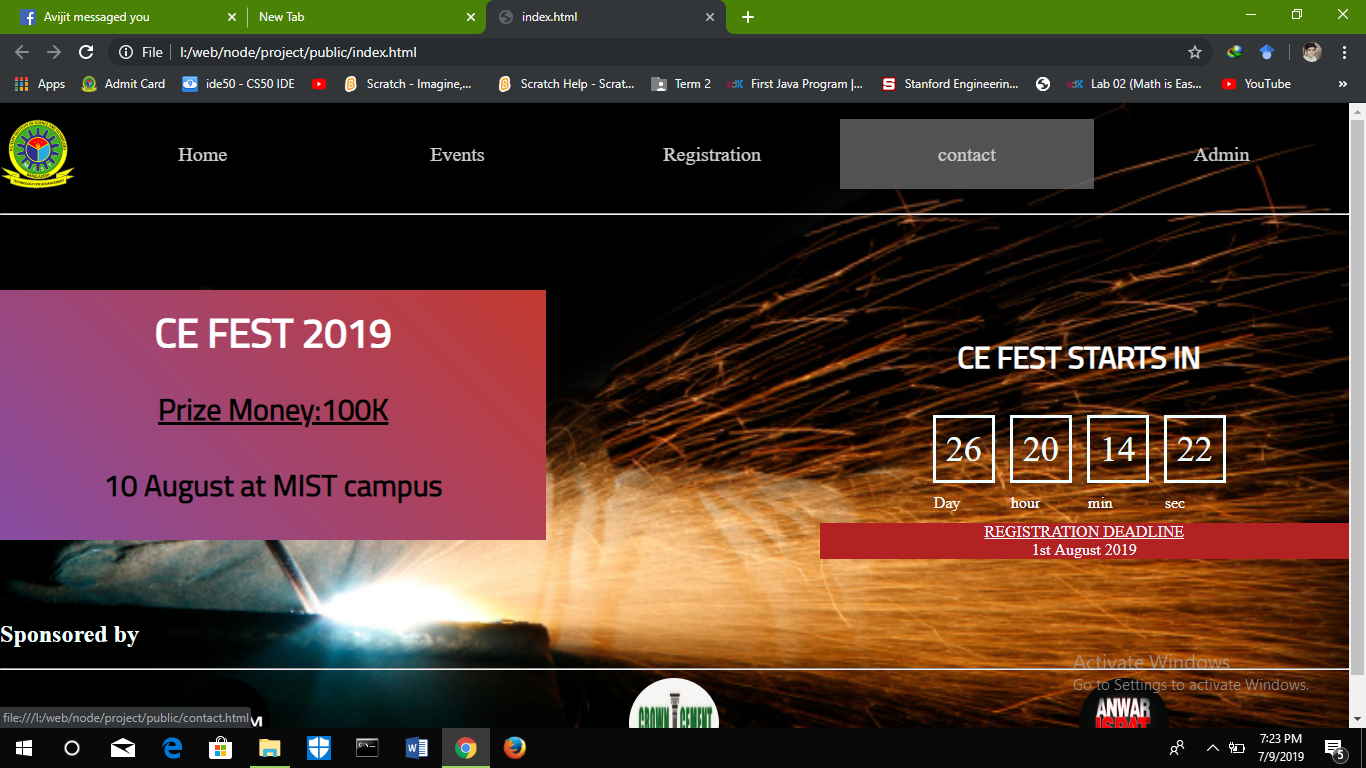 Avijit messaged you
New Tab
index.html
File
l:/web/node/project/public/index.html
Apps
Admit Card
ide50 - CS50 IDE
Scratch - Imagine,...
Scratch Help - Scrat...
Term 2
First Java Program |...
Stanford Engineerin...
Lab 02 (Math is Eas...
YouTube
»
Home
Events
Registration
contact
Admin
CE FEST 2019
Prize Money:100K
10 August at MIST campus
CE FEST STARTS IN
26 20 14 22
Day hour min sec
REGISTRATION DEADLINE
1st August 2019
Sponsored by
Activate Windows
Go to Settings to activate Windows.
CROWN CEMENT
ANWAR
ISPAT
file:///l:/web/node/project/public/contact.html
7:23 PM
7/9/2019
5